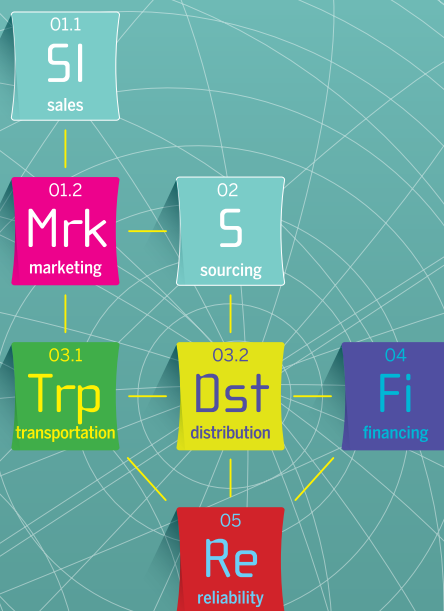 01.1
Sl
sales
01.2
Mrk
marketing
02
S
sourcing
03.1
Trp
transportation
03.2
Dst
distribution
04
Fi
financing
05
Re
reliability